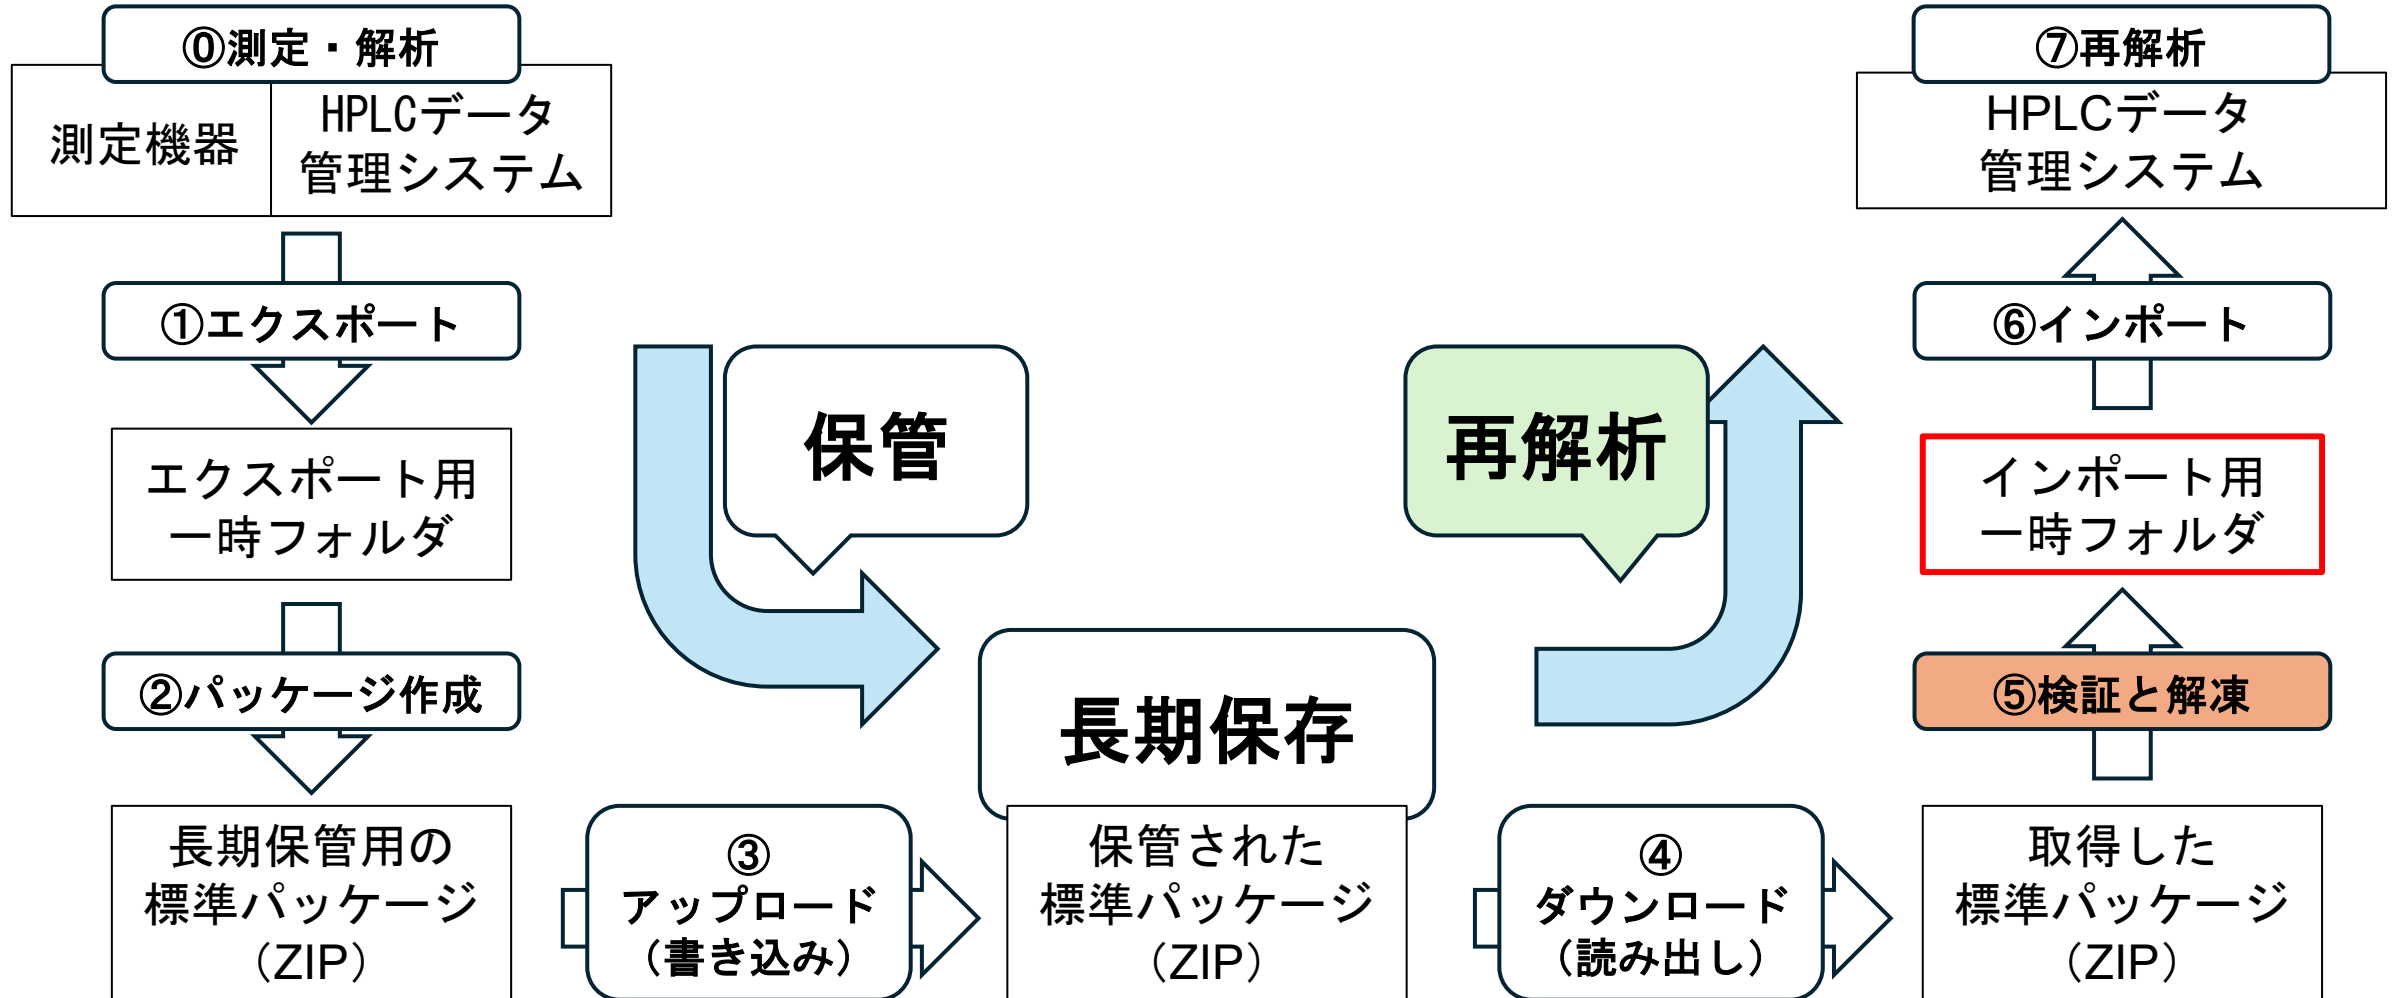 ⓪測定・解析
測定機器
HPLCデータ
管理システム
①エクスポート
エクスポート用
一時フォルダ
②パッケージ作成
長期保管用の
標準パッケージ
（ZIP）
保管
③
アップロード
（書き込み）
長期保存
保管された
標準パッケージ
（ZIP）
再解析
④
ダウンロード
（読み出し）
取得した
標準パッケージ
（ZIP）
⑤検証と解凍
インポート用
一時フォルダ
⑥インポート
⑦再解析
HPLCデータ
管理システム